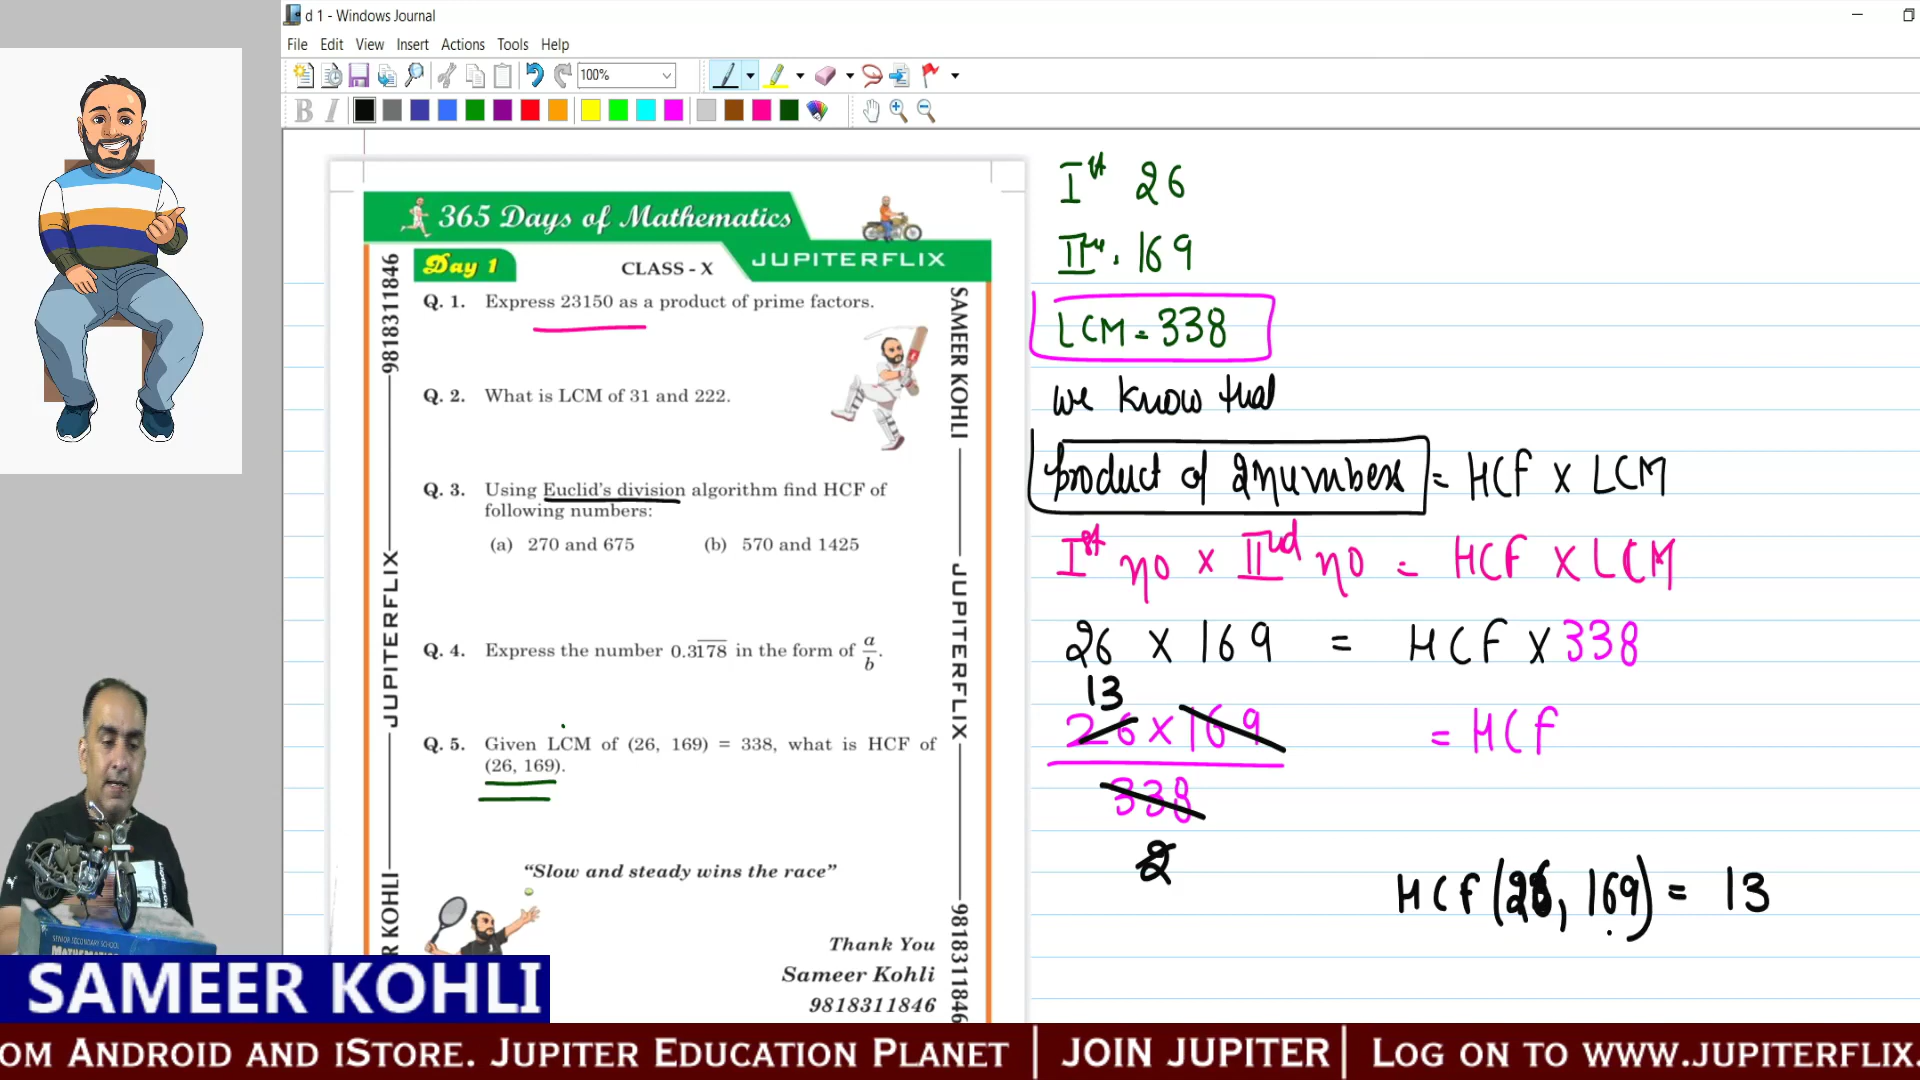 d 1 - Windows Journal
File Edit View Insert Actions Tools Help
100%
B I
365 Days of Mathematics
Day 1
CLASS - X
JUPITERFLIX
9818311846
JUPITERFLIX
R KOHLI
SAMEER KOHLI
JUPITERFLIX
9818311846
Q. 1. Express 23150 as a product of prime factors.
Q. 2. What is LCM of 31 and 222.
Q. 3. Using Euclid's division algorithm find HCF of
following numbers:
(a) 270 and 675 (b) 570 and 1425
Q. 4. Express the number 0.3178 in the form of a/b.
Q. 5. Given LCM of (26, 169) = 338, what is HCF of
(26, 169).
"Slow and steady wins the race"
Thank You
Sameer Kohli
9818311846
Ist 26
IInd . 169
LCM = 338
we know that
product of 2 numbers = HCF x LCM
Ist no x IInd no = HCF x LCM
26 x 169 = HCF x 338
13
26 x 169 = HCF
338
2
HCF (26, 169) = 13
SENIOR SECONDARY SCHOOL
MATHEMATICS
SAMEER KOHLI
OM ANDROID AND ISTORE. JUPITER EDUCATION PLANET | JOIN JUPITER | LOG ON TO WWW.JUPITERFLIX.